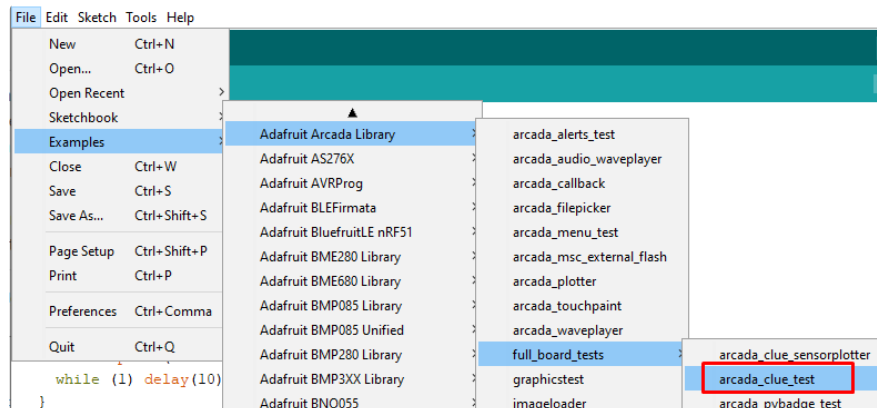 File Edit Sketch Tools Help
New Ctrl+N
Open... Ctrl+O
Open Recent
Sketchbook
Examples
Close Ctrl+W
Save Ctrl+S
Save As... Ctrl+Shift+S
Page Setup Ctrl+Shift+P
Print Ctrl+P
Preferences Ctrl+Comma
Quit Ctrl+Q
while (1) delay(10)
}
Adafruit Arcada Library
Adafruit AS276X
Adafruit AVRProg
Adafruit BLEFirmata
Adafruit BluefruitLE nRF51
Adafruit BME280 Library
Adafruit BME680 Library
Adafruit BMP085 Library
Adafruit BMP085 Unified
Adafruit BMP280 Library
Adafruit BMP3XX Library
Adafruit BNO055
arcada_alerts_test
arcada_audio_waveplayer
arcada_callback
arcada_filepicker
arcada_menu_test
arcada_msc_external_flash
arcada_plotter
arcada_touchpaint
arcada_waveplayer
full_board_tests
graphicstest
imageloader
arcada_clue_sensorplotter
arcada_clue_test
arcada_pybadge_test